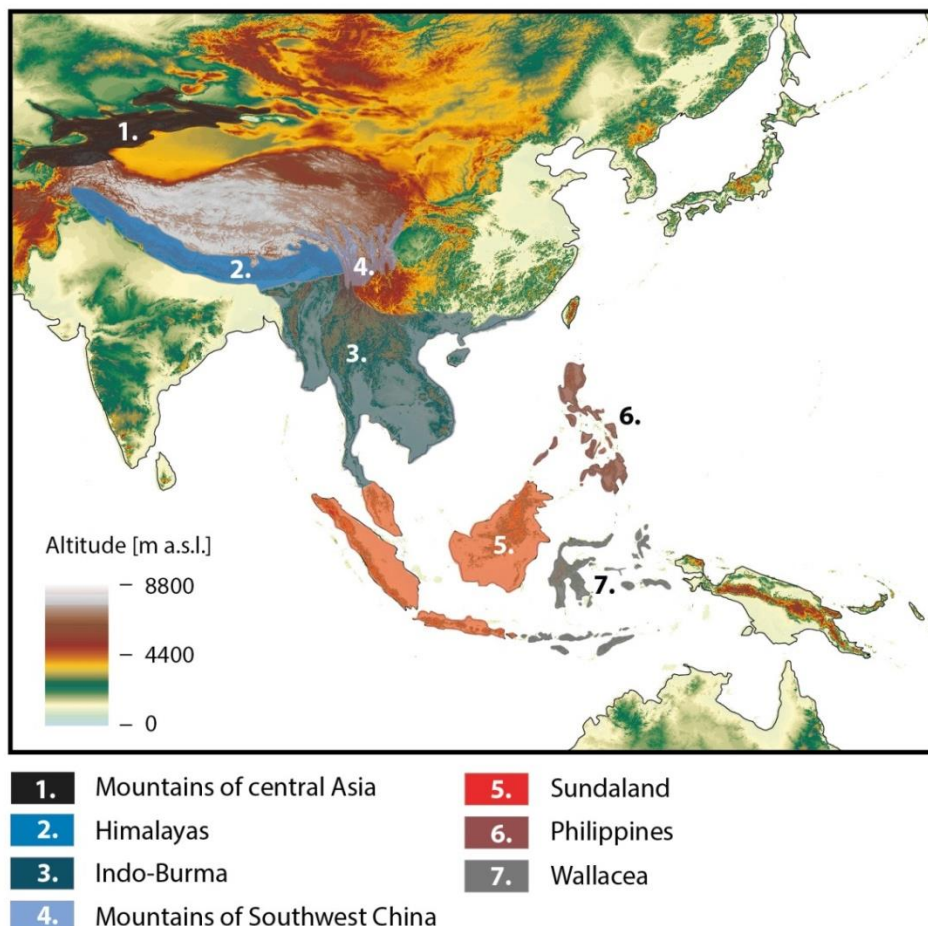 1.
2.
4.
3.
6.
5.
7.
Altitude [m a.s.l.]
8800
4400
0
1. Mountains of central Asia
2. Himalayas
3. Indo-Burma
4. Mountains of Southwest China
5. Sundaland
6. Philippines
7. Wallacea